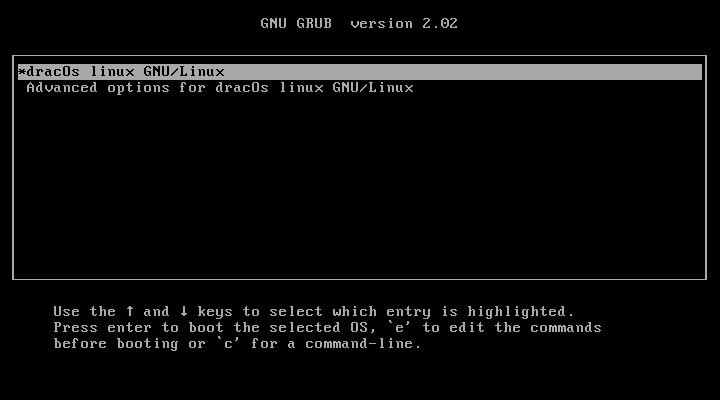 GNU GRUB  version 2.02
*dracOs linux GNU/Linux
Advanced options for dracOs linux GNU/Linux
Use the ↑ and ↓ keys to select which entry is highlighted.
Press enter to boot the selected OS, `e' to edit the commands
before booting or `c' for a command-line.